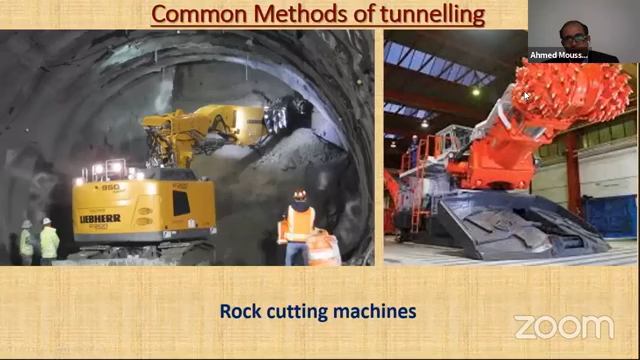 Common Methods of tunnelling
Ahmed Mouss...
950
LIEBHERR
Rock cutting machines
zoom